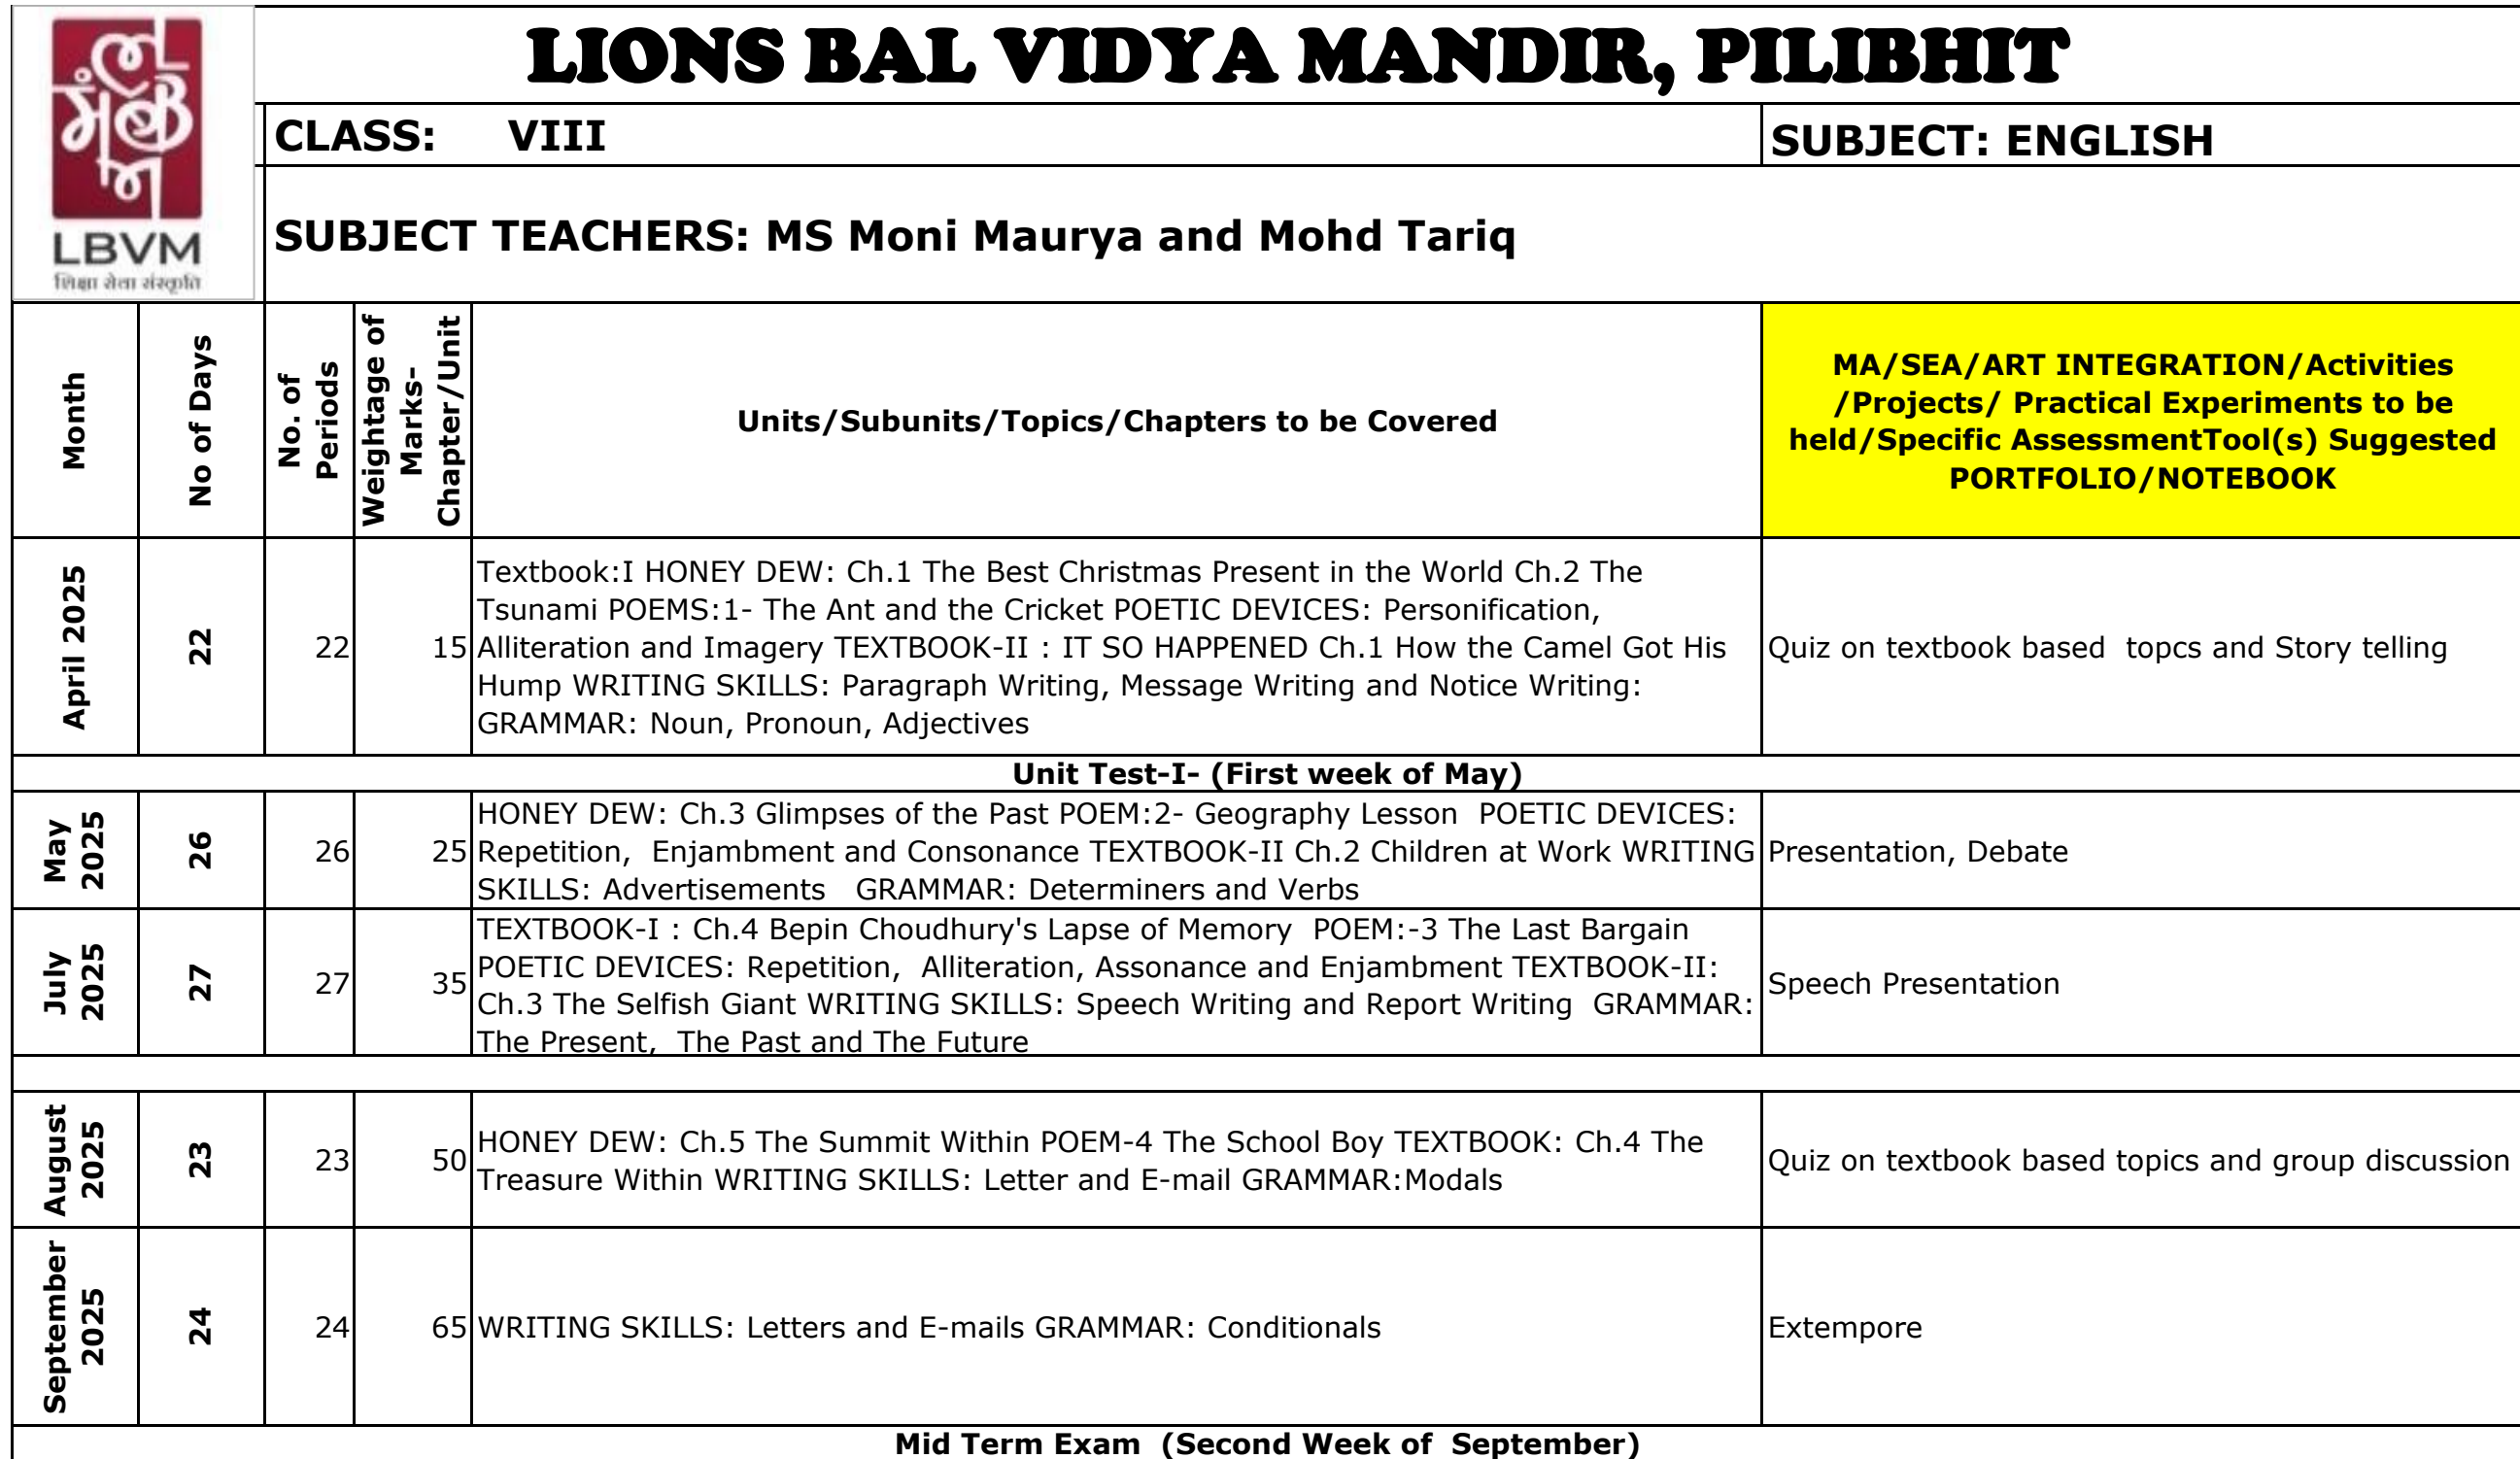 LIONS BAL VIDYA MANDIR, PILIBHIT
LBVM
शिक्षा सेवा संस्कृति
CLASS: VIII
SUBJECT: ENGLISH
SUBJECT TEACHERS: MS Moni Maurya and Mohd Tariq
Month
No of Days
No. of
Periods
Weightage of
Marks-
Chapter/Unit
Units/Subunits/Topics/Chapters to be Covered
MA/SEA/ART INTEGRATION/Activities
/Projects/ Practical Experiments to be
held/Specific AssessmentTool(s) Suggested
PORTFOLIO/NOTEBOOK
April 2025
22
22
15
Textbook:I HONEY DEW: Ch.1 The Best Christmas Present in the World Ch.2 The
Tsunami POEMS:1- The Ant and the Cricket POETIC DEVICES: Personification,
Alliteration and Imagery TEXTBOOK-II : IT SO HAPPENED Ch.1 How the Camel Got His
Hump WRITING SKILLS: Paragraph Writing, Message Writing and Notice Writing:
GRAMMAR: Noun, Pronoun, Adjectives
Quiz on textbook based topcs and Story telling
Unit Test-I- (First week of May)
May
2025
26
26
25
HONEY DEW: Ch.3 Glimpses of the Past POEM:2- Geography Lesson POETIC DEVICES:
Repetition, Enjambment and Consonance TEXTBOOK-II Ch.2 Children at Work WRITING
SKILLS: Advertisements GRAMMAR: Determiners and Verbs
Presentation, Debate
July
2025
27
27
35
TEXTBOOK-I : Ch.4 Bepin Choudhury's Lapse of Memory POEM:-3 The Last Bargain
POETIC DEVICES: Repetition, Alliteration, Assonance and Enjambment TEXTBOOK-II:
Ch.3 The Selfish Giant WRITING SKILLS: Speech Writing and Report Writing GRAMMAR:
The Present, The Past and The Future
Speech Presentation
August
2025
23
23
50
HONEY DEW: Ch.5 The Summit Within POEM-4 The School Boy TEXTBOOK: Ch.4 The
Treasure Within WRITING SKILLS: Letter and E-mail GRAMMAR:Modals
Quiz on textbook based topics and group discussion
September
2025
24
24
65
WRITING SKILLS: Letters and E-mails GRAMMAR: Conditionals
Extempore
Mid Term Exam (Second Week of September)